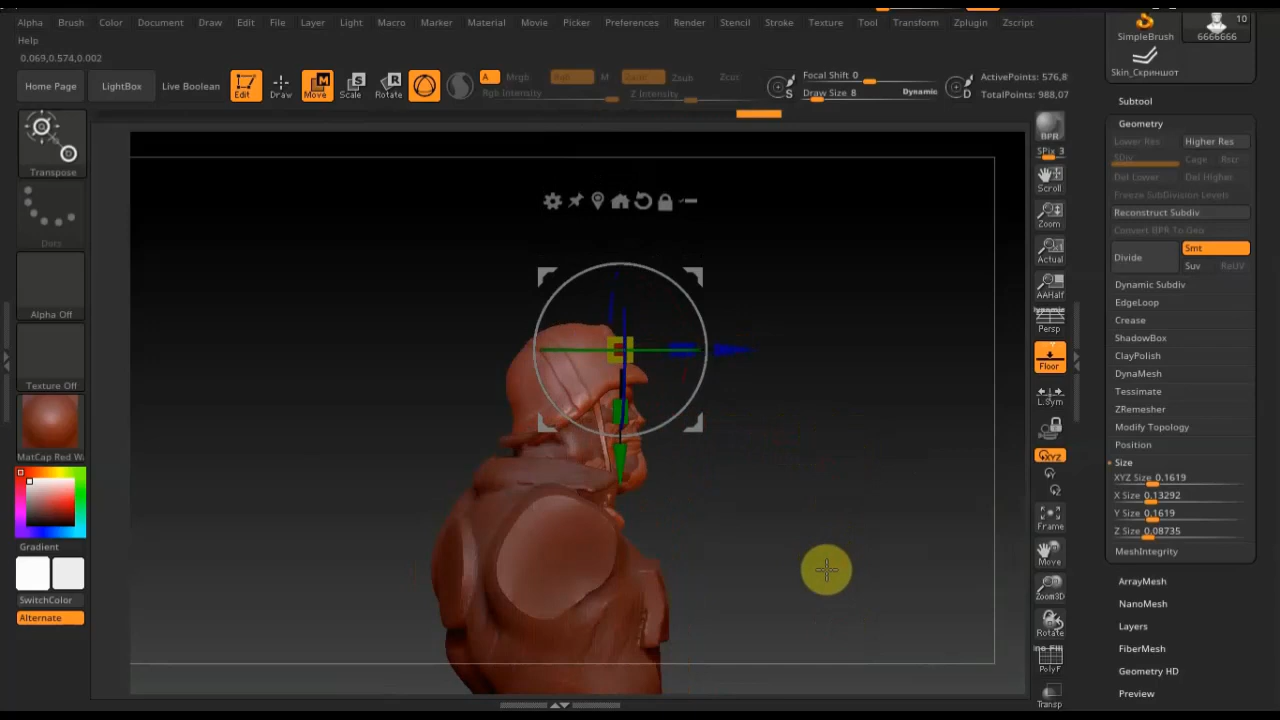 Alpha Brush Color Document Draw Edit File Layer Light Macro Marker Material Movie Picker Preferences Render Stencil Stroke Texture Tool Transform Zplugin Zscript
Help
0.069,0.574,0.002
Home Page
LightBox
Live Boolean
Edit
Draw
Move
Scale
Rotate
A
Mrgb
Rgb Intensity
M
Zsub
Zcut
Z Intensity
S
Focal Shift 0
Draw Size 8
Dynamic
D
ActivePoints: 576,8
TotalPoints: 988,07
Transpose
Dots
Alpha Off
Texture Off
MatCap Red Wa
Gradient
SwitchColor
Alternate
BPR
SPix 3
Scroll
Zoom
Actual
AAHalf
Dynamic
Persp
Floor
L.Sym
XYZ
Frame
Move
Zoom3D
Rotate
PolyF
Transp
SimpleBrush
10
6666666
Skin_Скриншот
Subtool
Geometry
Lower Res
Higher Res
SDiv
Cage
Rstr
Del Lower
Del Higher
Freeze SubDivision Levels
Reconstruct Subdiv
Convert BPR To Geo
Divide
Smt
Suv
ReUV
Dynamic Subdiv
EdgeLoop
Crease
ShadowBox
ClayPolish
DynaMesh
Tessimate
ZRemesher
Modify Topology
Position
Size
XYZ Size 0.1619
X Size 0.13292
Y Size 0.1619
Z Size 0.08735
MeshIntegrity
ArrayMesh
NanoMesh
Layers
FiberMesh
Geometry HD
Preview